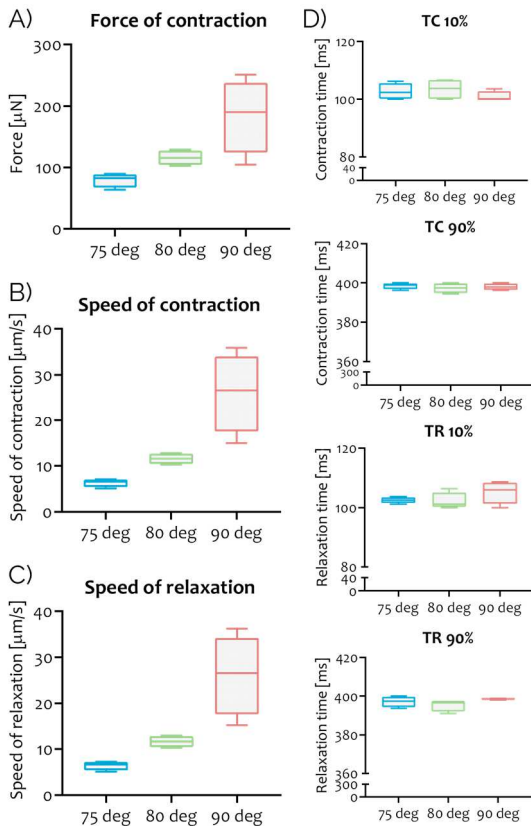 A)
Force of contraction
Force [µN]
300
200
100
0
75 deg 80 deg 90 deg
B)
Speed of contraction
Speed of contraction [µm/s]
40
30
20
10
0
75 deg 80 deg 90 deg
C)
Speed of relaxation
Speed of relaxation [µm/s]
40
30
20
10
0
75 deg 80 deg 90 deg
D)
TC 10%
Contraction time [ms]
120
100
80
40
0
75 deg 80 deg 90 deg
TC 90%
Contraction time [ms]
420
400
380
360
300
0
75 deg 80 deg 90 deg
TR 10%
Relaxation time [ms]
120
100
80
40
0
75 deg 80 deg 90 deg
TR 90%
Relaxation time [ms]
420
400
380
360
300
0
75 deg 80 deg 90 deg